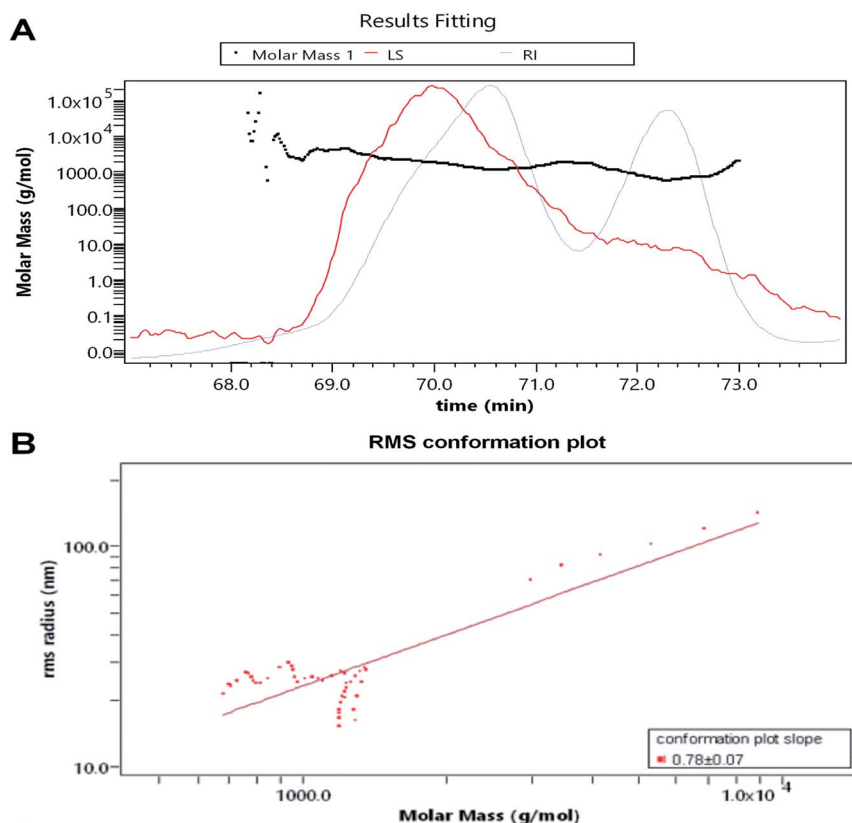 A
Results Fitting
Molar Mass 1 LS RI
Molar Mass (g/mol)
1.0x10^5
1.0x10^4
1000.0
100.0
10.0
1.0
0.1
0.0
68.0 69.0 70.0 71.0 72.0 73.0
time (min)
B
RMS conformation plot
rms radius (nm)
100.0
10.0
conformation plot slope
0.78±0.07
1000.0 1.0x10^4
Molar Mass (g/mol)